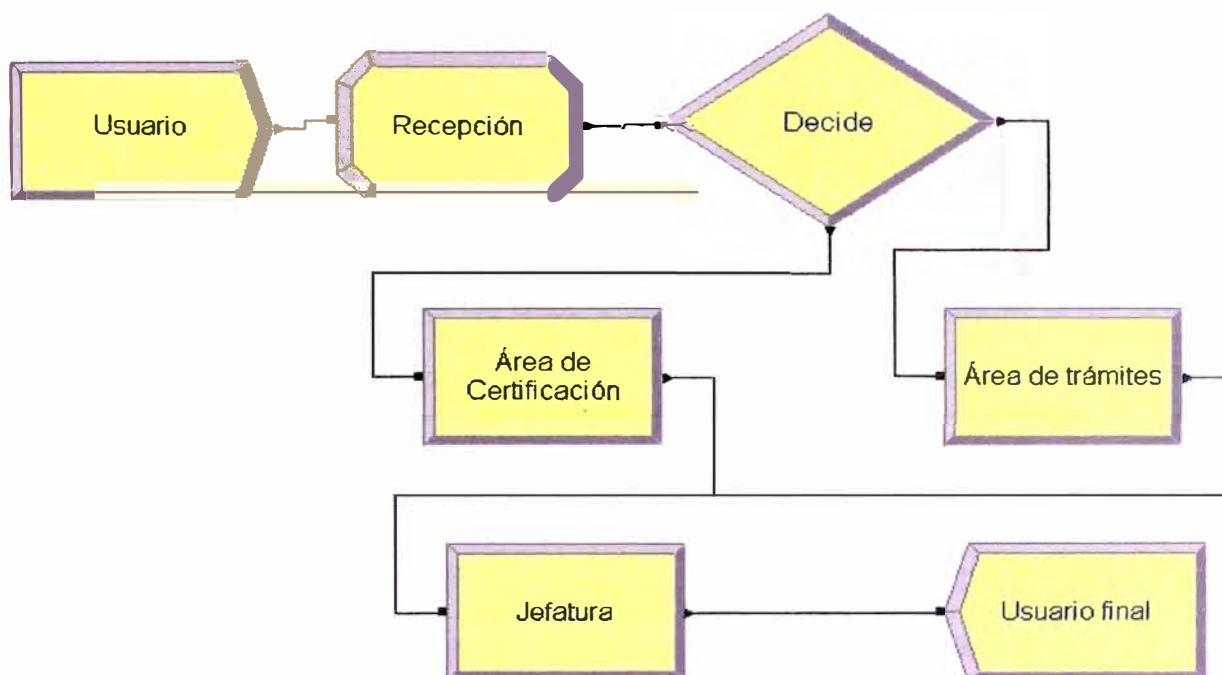 Usuario
Recepción
Decide
Área de
Certificación
Área de trámites
Jefatura
Usuario final